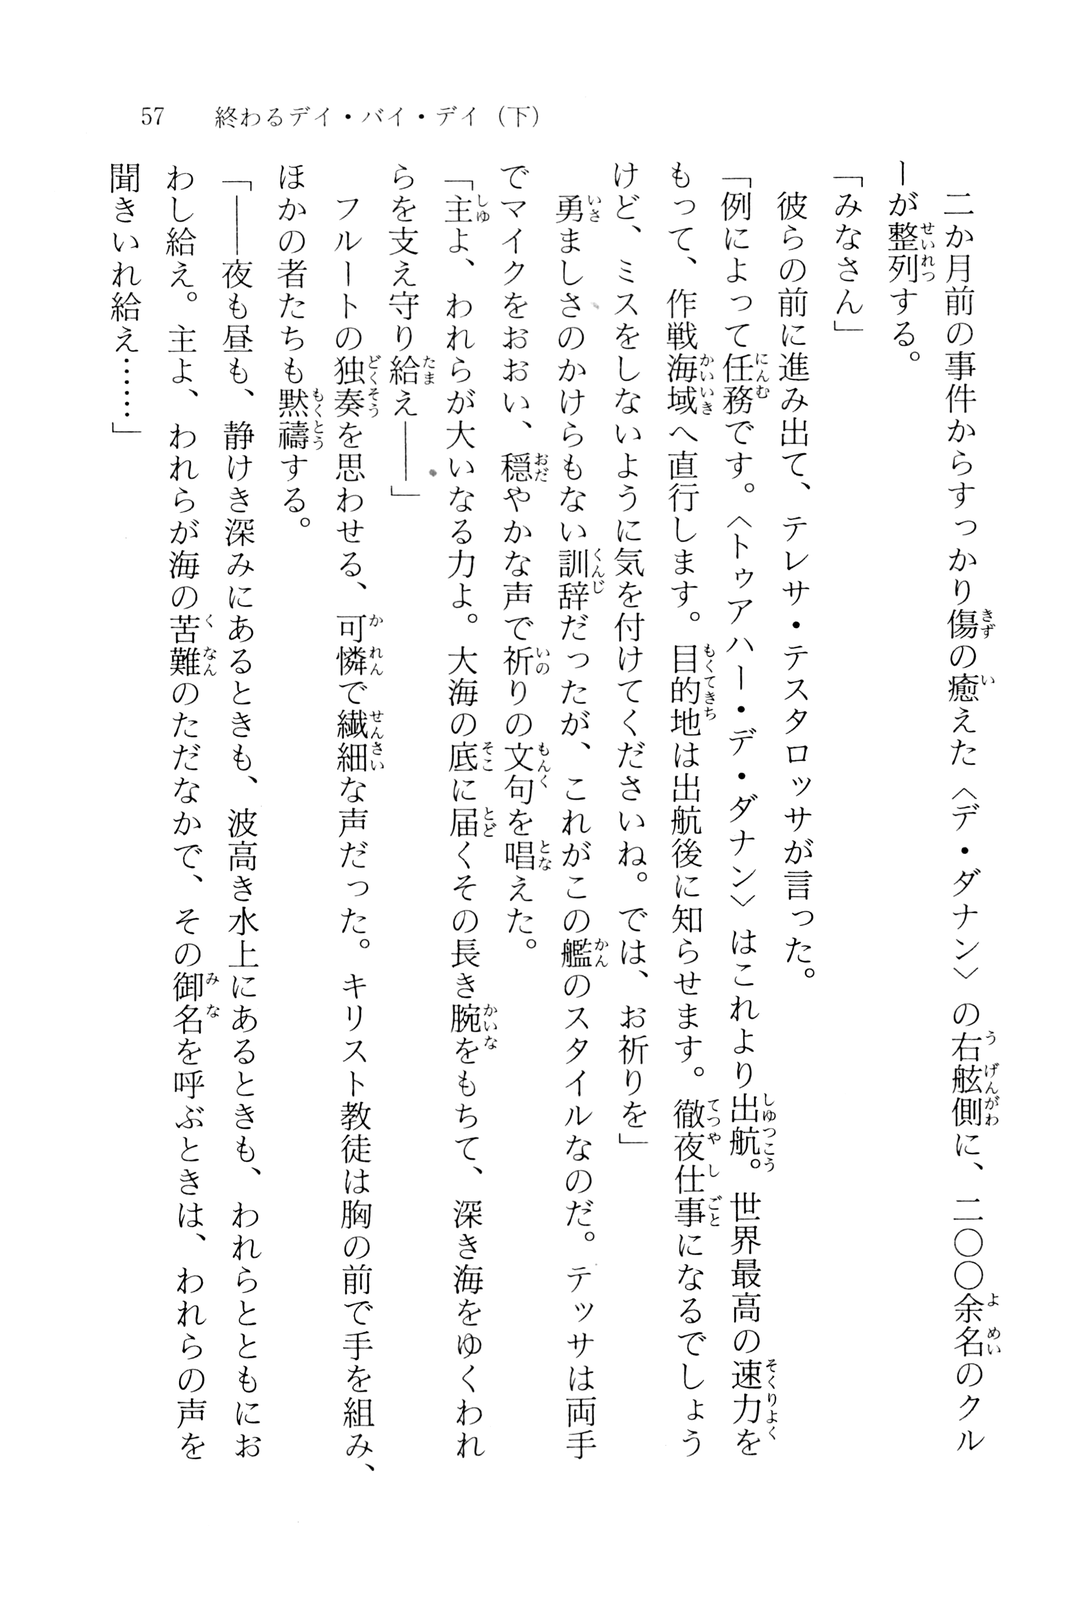 57　終わるデイ・バイ・デイ（下）
　二か月前の事件からすっかり傷の癒えた〈デ・ダナン〉の右舷側に、二〇〇余名のクル
ーが整列する。
「みなさん」
　彼らの前に進み出て、テレサ・テスタロッサが言った。
「例によって任務です。〈トゥアハー・デ・ダナン〉はこれより出航。世界最高の速力を
もって、作戦海域へ直行します。目的地は出航後に知らせます。徹夜仕事になるでしょう
けど、ミスをしないように気を付けてくださいね。では、お祈りを」
　勇ましさのかけらもない訓辞だったが、これがこの艦のスタイルなのだ。テッサは両手
でマイクをおおい、穏やかな声で祈りの文句を唱えた。
「主よ、われらが大いなる力よ。大海の底に届くその長き腕をもちて、深き海をゆくわれ
らを支え守り給え――」
　フルートの独奏を思わせる、可憐で繊細な声だった。キリスト教徒は胸の前で手を組み、
ほかの者たちも黙禱する。
「――夜も昼も、静けき深みにあるときも、波高き水上にあるときも、われらとともにお
わし給え。主よ、われらが海の苦難のただなかで、その御名を呼ぶときは、われらの声を
聞きいれ給え……」